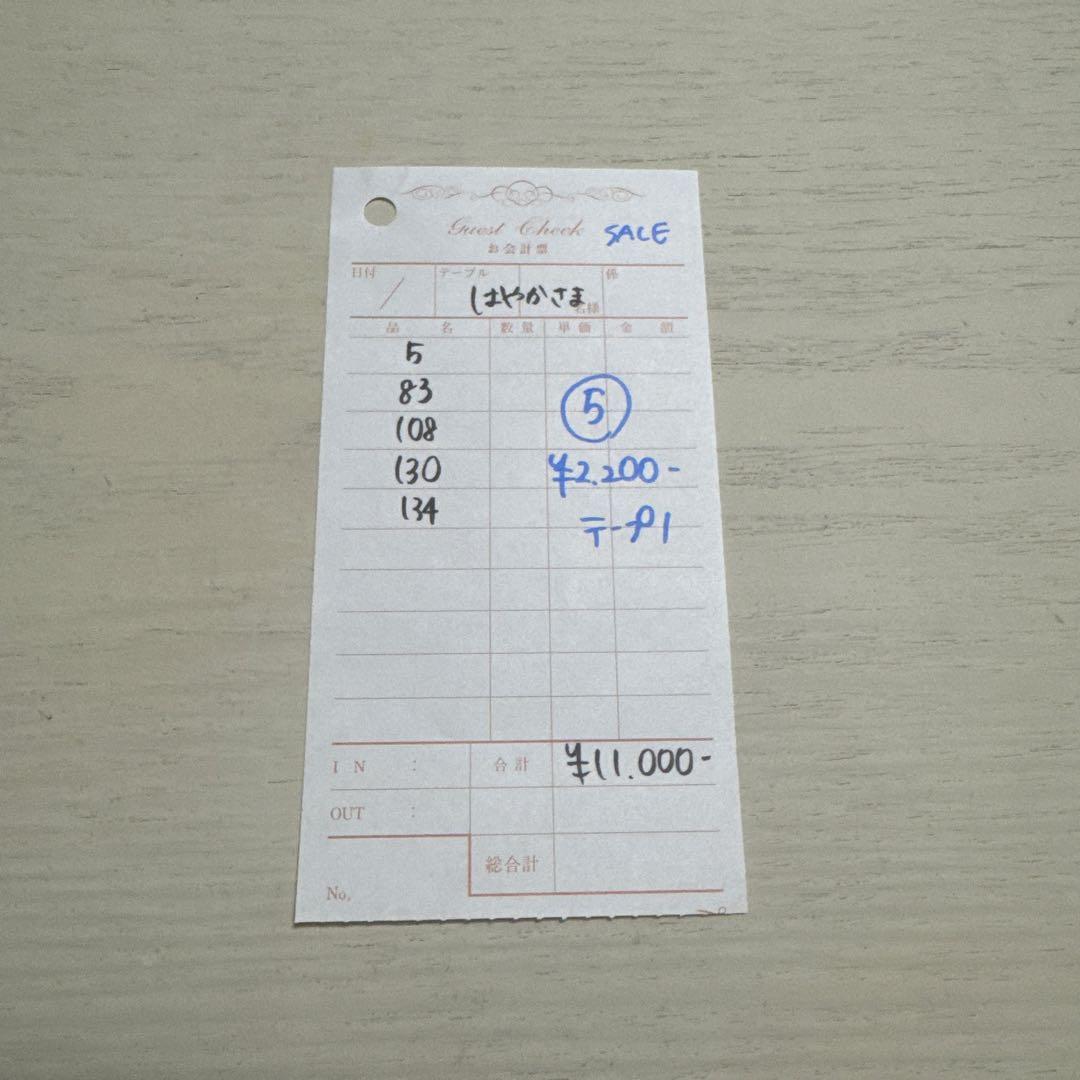 Guest Check SALE
お会計票
日付 テーブル 係
/ はやかさま 名様
品名 数量 単価 金額
5
83
⑤
108
130 ¥2.200-
134 テープ1
IN : 合計 ¥11.000-
OUT :
総合計
No.